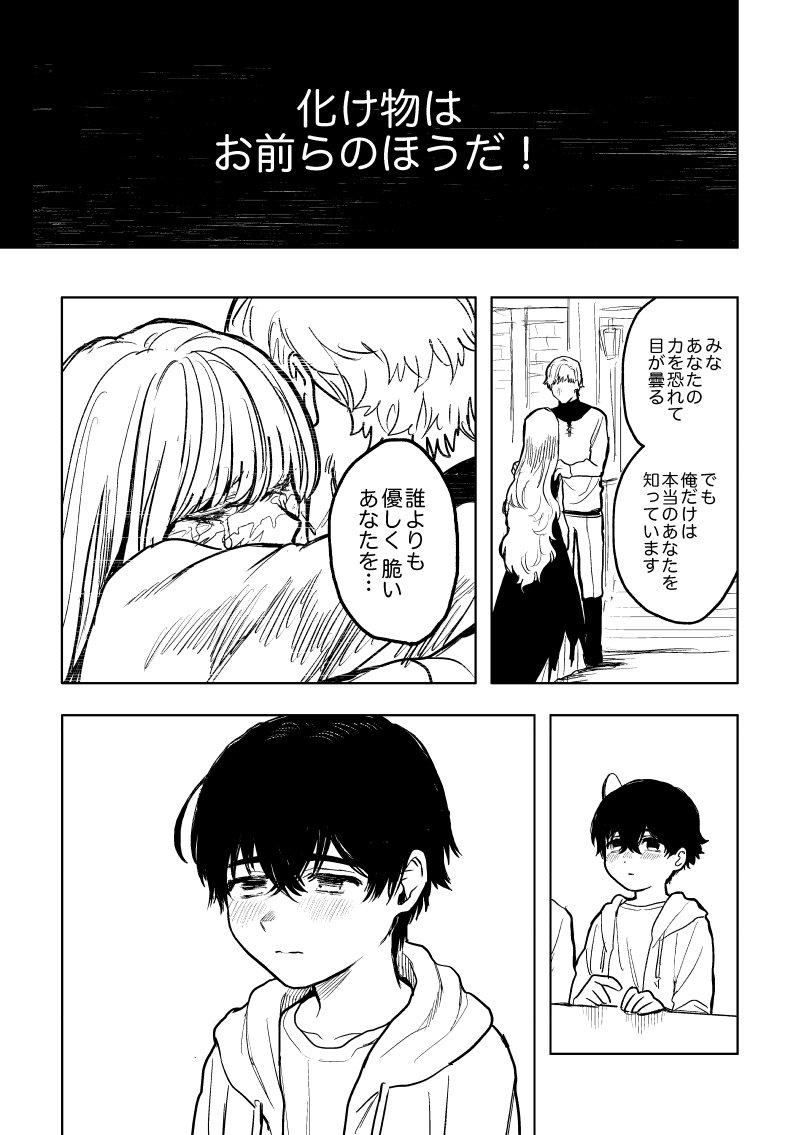 化け物は
お前らのほうだ！
みな
あなたの
力を恐れて
目が曇る
でも
俺だけは
本当のあなたを
知っています
誰よりも
優しく脆い
あなたを…